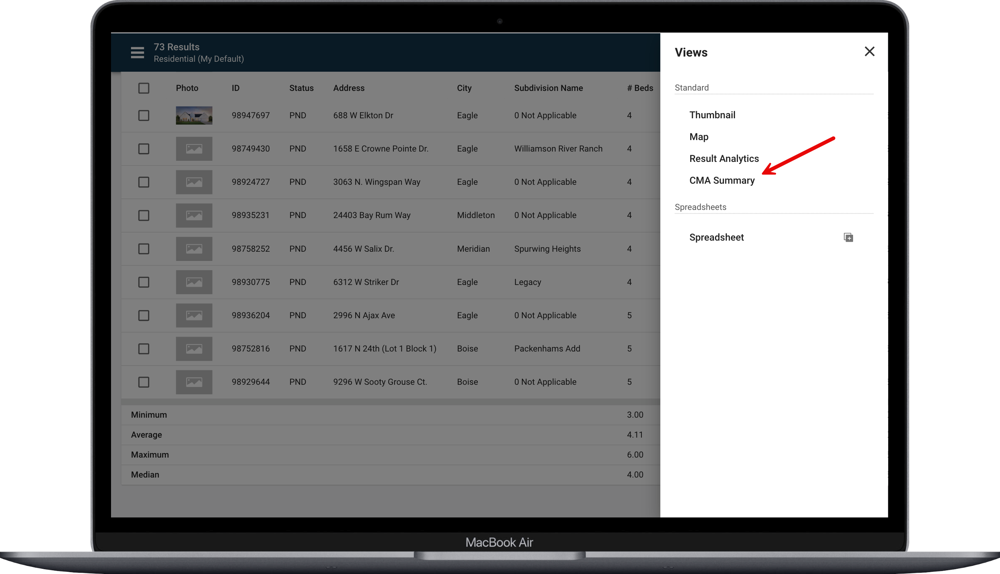 73 Results
Residential (My Default)
Photo ID Status Address City Subdivision Name # Beds
98947697 PND 688 W Elkton Dr Eagle 0 Not Applicable 4
98749430 PND 1658 E Crowne Pointe Dr. Eagle Williamson River Ranch 4
98924727 PND 3063 N. Wingspan Way Eagle 0 Not Applicable 4
98935231 PND 24403 Bay Rum Way Middleton 0 Not Applicable 4
98758252 PND 4456 W Salix Dr. Meridian Spurwing Heights 4
98930775 PND 6312 W Striker Dr Eagle Legacy 4
98936204 PND 2996 N Ajax Ave Eagle 0 Not Applicable 5
98752816 PND 1617 N 24th (Lot 1 Block 1) Boise Packenhams Add 5
98929644 PND 9296 W Sooty Grouse Ct. Boise 0 Not Applicable 5
Minimum 3.00
Average 4.11
Maximum 6.00
Median 4.00
Views
Standard
Thumbnail
Map
Result Analytics
CMA Summary
Spreadsheets
Spreadsheet
MacBook Air